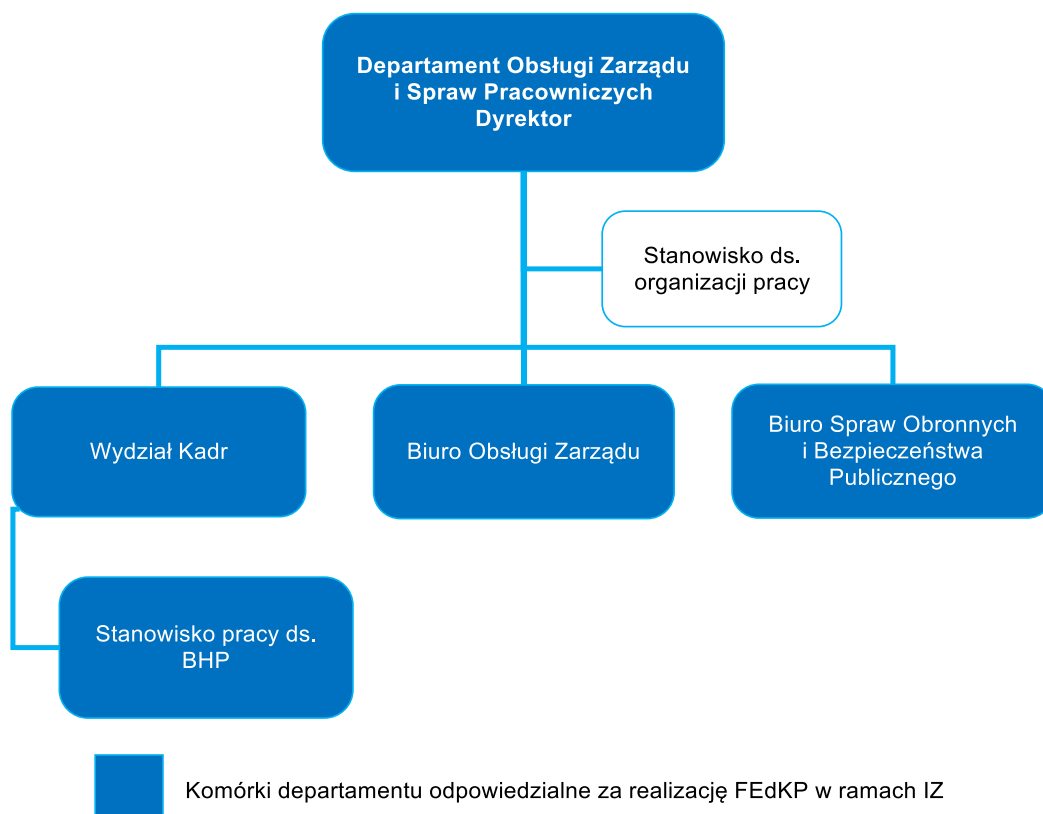 Departament Obsługi Zarządu
i Spraw Pracowniczych
Dyrektor
Stanowisko ds.
organizacji pracy
Wydział Kadr
Biuro Obsługi Zarządu
Biuro Spraw Obronnych
i Bezpieczeństwa
Publicznego
Stanowisko pracy ds.
BHP
Komórki departamentu odpowiedzialne za realizację FEdKP w ramach IZ